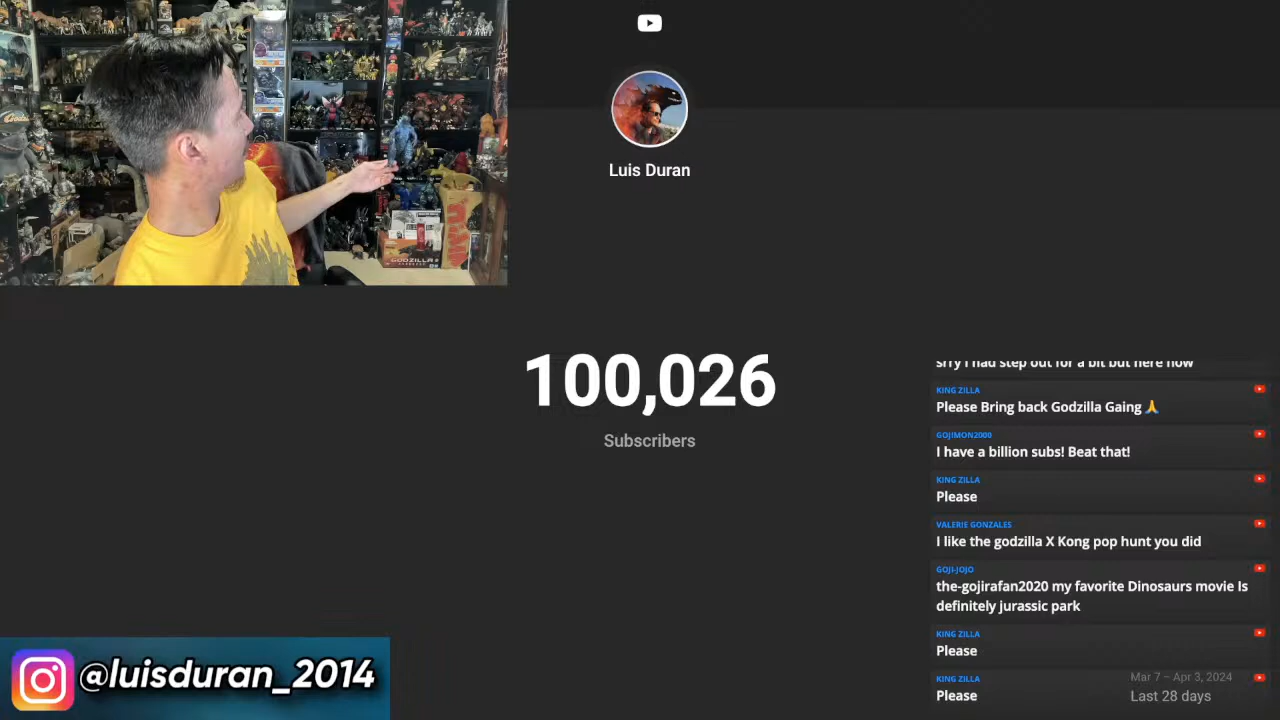 Luis Duran
100,026
Subscribers
GODZILLA
srry i had step out for a bit but here now
KING ZILLA
Please Bring back Godzilla Gaing 🙏
GOJIMON2000
I have a billion subs! Beat that!
KING ZILLA
Please
VALERIE GONZALES
I like the godzilla X Kong pop hunt you did
GOJI-JOJO
the-gojirafan2020 my favorite Dinosaurs movie Is
definitely jurassic park
KING ZILLA
Please
KING ZILLA
Please
Mar 7 – Apr 3, 2024
Last 28 days
@luisduran_2014